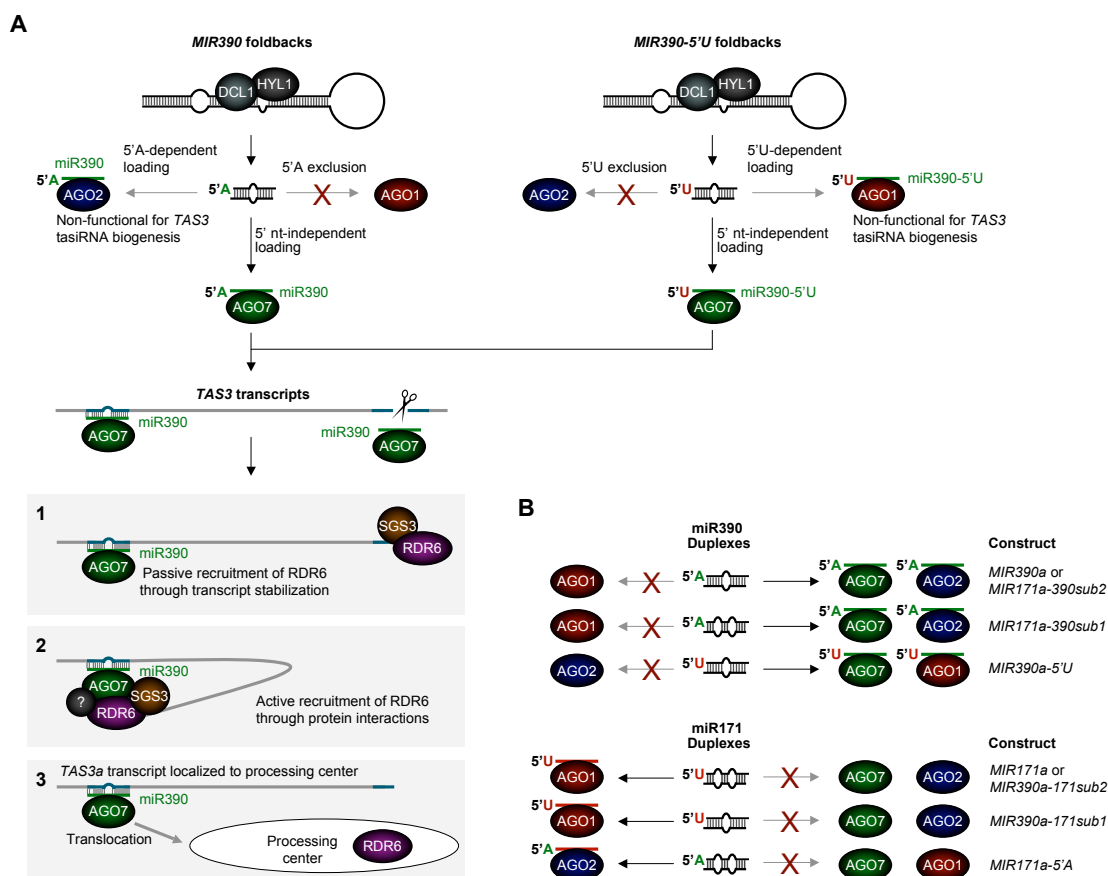 A
MIR390 foldbacks
DCL1
HYL1
5'A-dependent
loading
miR390
5'A
AGO2
Non-functional for TAS3
tasiRNA biogenesis
5'A
5'A exclusion
X
AGO1
5' nt-independent
loading
5'A
miR390
AGO7
MIR390-5'U foldbacks
DCL1
HYL1
5'U exclusion
AGO2
X
5'U
5'U-dependent
loading
5'U
miR390-5'U
AGO1
Non-functional for TAS3
tasiRNA biogenesis
5' nt-independent
loading
5'U
miR390-5'U
AGO7
TAS3 transcripts
miR390
AGO7
miR390
AGO7
1
SGS3
RDR6
miR390
AGO7
Passive recruitment of RDR6
through transcript stabilization
2
miR390
AGO7
SGS3
?
RDR6
Active recruitment of RDR6
through protein interactions
3
TAS3a transcript localized to processing center
miR390
AGO7
Translocation
Processing
center
RDR6
B
miR390
Duplexes
Construct
AGO1 X 5'A 5'A AGO7 5'A AGO2 MIR390a or
MIR171a-390sub2
AGO1 X 5'A 5'A AGO7 5'A AGO2 MIR171a-390sub1
AGO2 X 5'U 5'U AGO7 5'U AGO1 MIR390a-5'U
miR171
Duplexes
Construct
5'U AGO1 5'U X AGO7 AGO2 MIR171a or
MIR390a-171sub2
5'U AGO1 5'U X AGO7 AGO2 MIR390a-171sub1
5'A AGO2 5'A X AGO7 AGO1 MIR171a-5'A